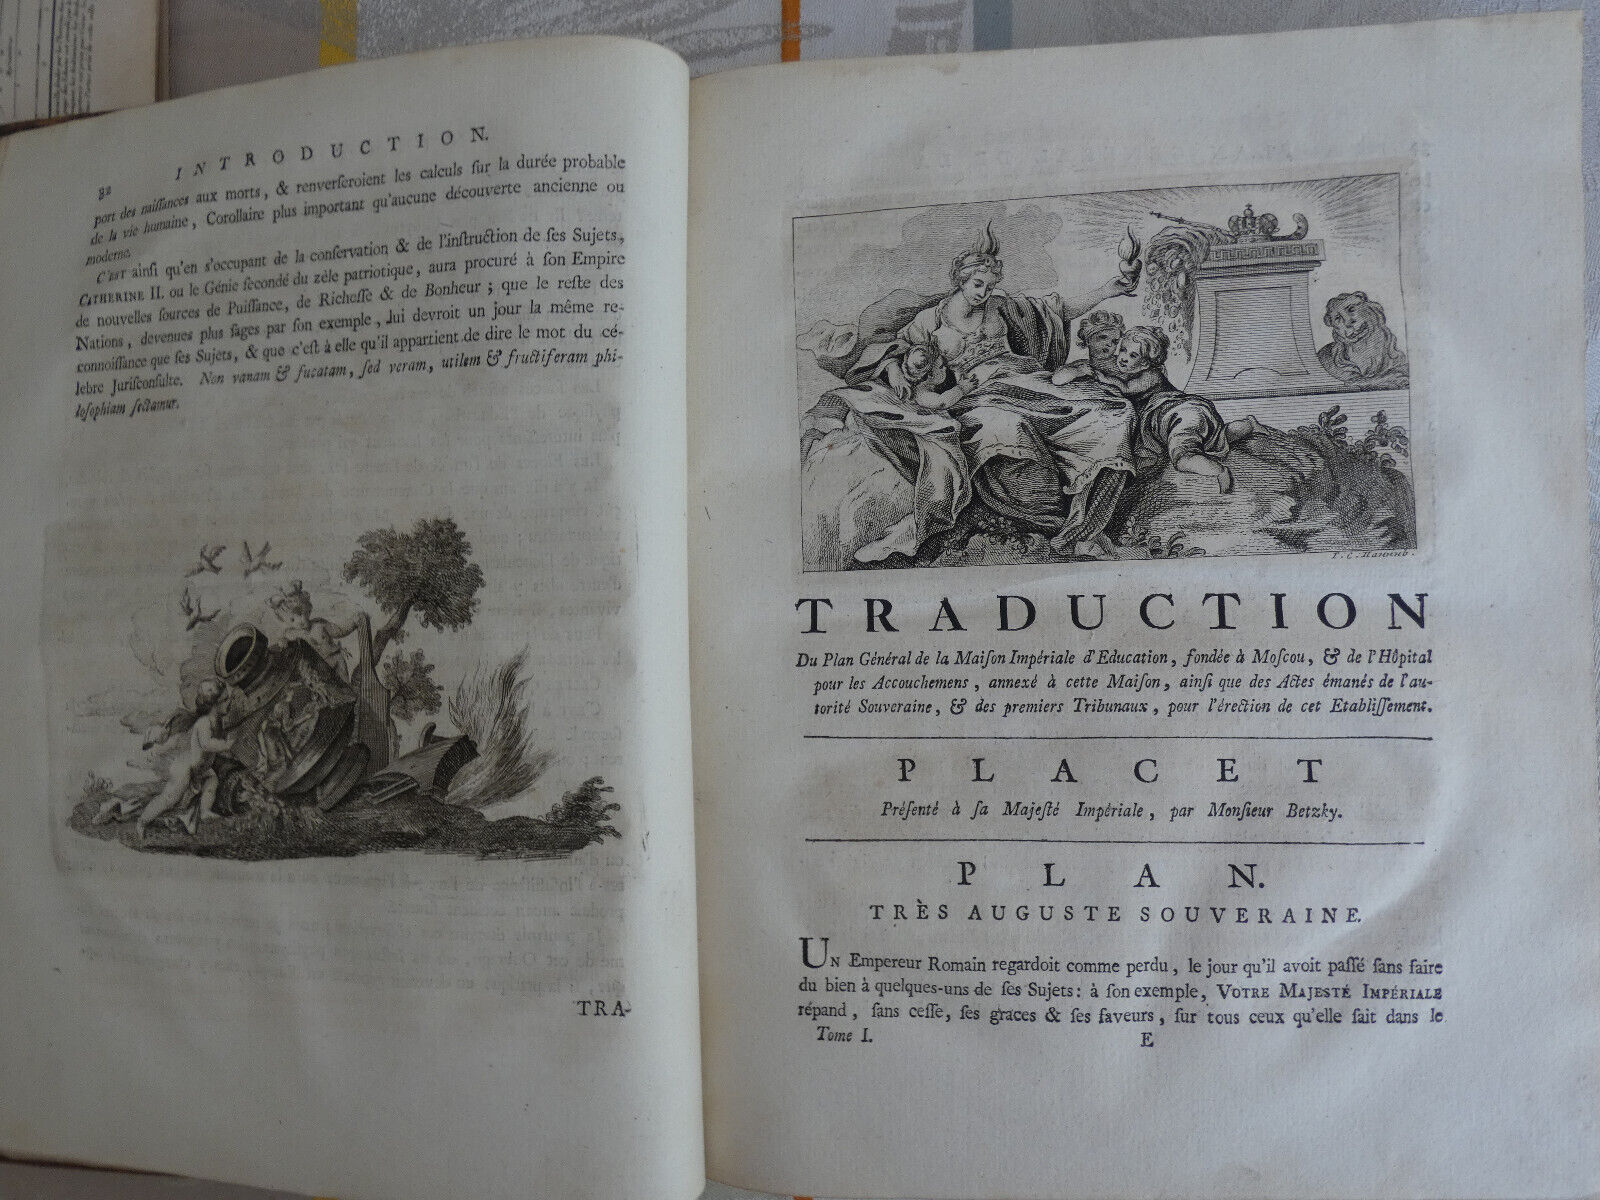 32 INTRODUCTION.
port des naiſſances aux morts, & renverſeroient les calculs ſur la durée probable
de la vie humaine, Corollaire plus important qu'aucune découverte ancienne ou
moderne.
C'EST ainſi qu'en s'occupant de la conſervation & de l'inſtruction de ſes Sujets,
CATHERINE II. ou le Génie ſecondé du zèle patriotique, aura procuré à ſon Empire
de nouvelles ſources de Puiſſance, de Richeſſe & de Bonheur; que le reſte des
Nations, devenues plus ſages par ſon exemple, lui devroit un jour la même re-
connoiſſance que ſes Sujets, & que c'eſt à elle qu'il appartient de dire le mot du cé-
lebre Juriſconſulte. Non vanam & fucatam, ſed veram, utilem & fructiferam phi-
loſophiam ſectamur.
TRA-
TRADUCTION
Du Plan Général de la Maiſon Impériale d'Education, fondée à Moſcou, & de l'Hôpital
pour les Accouchemens, annexé à cette Maiſon, ainſi que des Actes émanés de l'au-
torité Souveraine, & des premiers Tribunaux, pour l'érection de cet Etabliſſement.
PLACET
Préſenté à ſa Majeſté Impériale, par Monſieur Betzky.
PLAN.
TRÈS AUGUSTE SOUVERAINE.
UN Empereur Romain regardoit comme perdu, le jour qu'il avoit paſſé ſans faire
du bien à quelques-uns de ſes Sujets: à ſon exemple, VOTRE MAJESTÉ IMPÉRIALE
répand, ſans ceſſe, ſes graces & ſes faveurs, ſur tous ceux qu'elle ſait dans le
Tome I. E